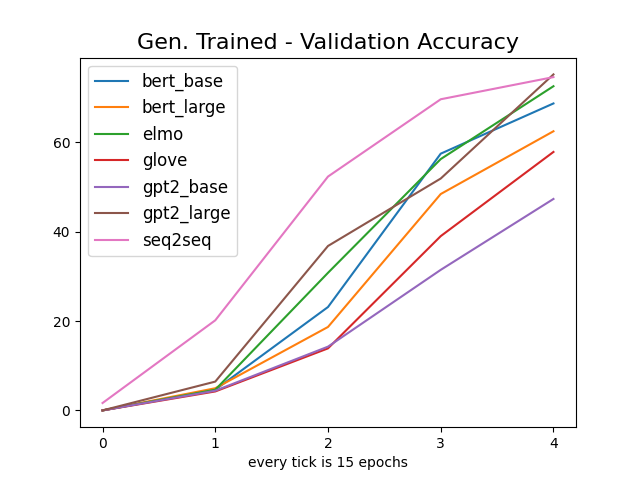 Gen. Trained - Validation Accuracy
bert_base
bert_large
elmo
glove
gpt2_base
gpt2_large
seq2seq
60
40
20
0
0 1 2 3 4
every tick is 15 epochs